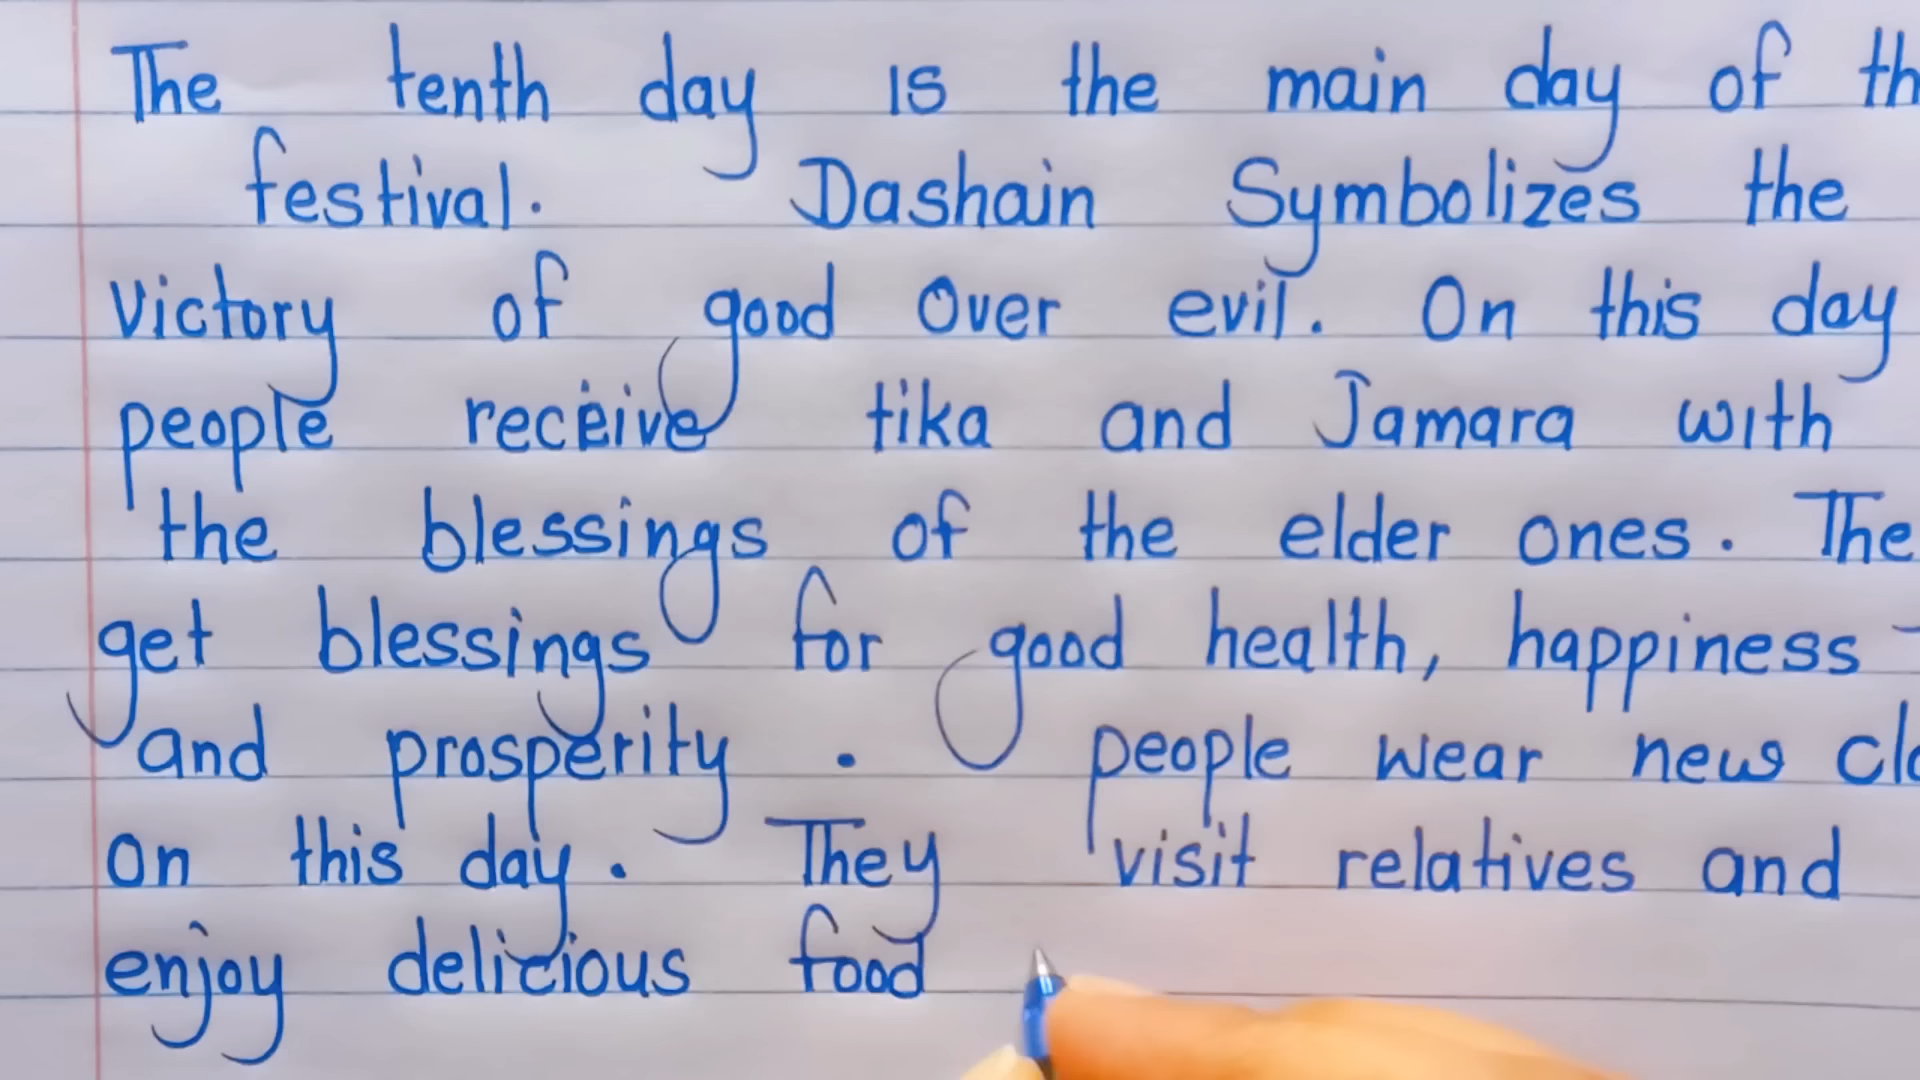 The tenth day is the main day of th
festival. Dashain Symbolizes the
Victory of good Over evil. On this day
people receive tika and Jamara with
the blessings of the elder ones. The
get blessings for good health, happiness
and prosperity . people wear new clo
on this day. They visit relatives and
enjoy delicious food